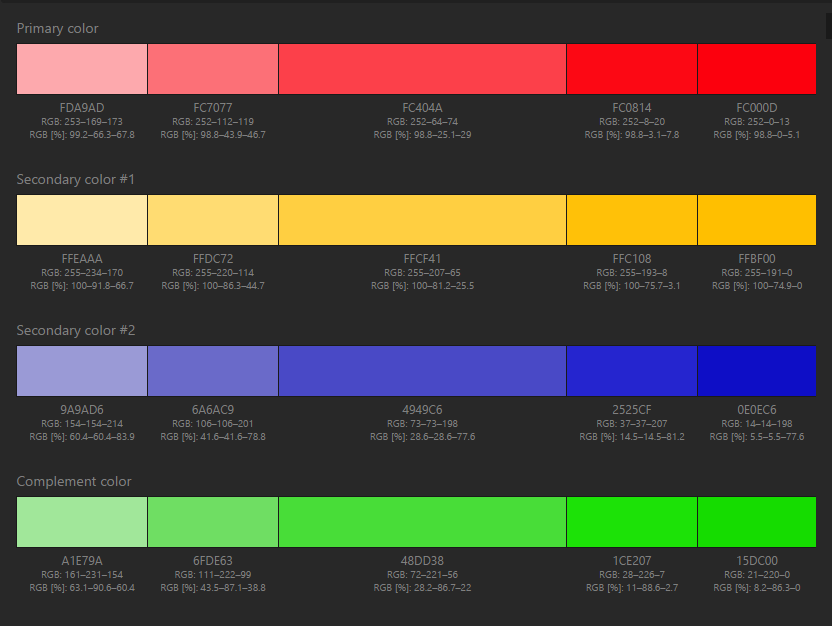 Primary color
FDA9AD FC7077 FC404A FC0814 FC000D
RGB: 253–169–173 RGB: 252–112–119 RGB: 252–64–74 RGB: 252–8–20 RGB: 252–0–13
RGB [%]: 99.2–66.3–67.8 RGB [%]: 98.8–43.9–46.7 RGB [%]: 98.8–25.1–29 RGB [%]: 98.8–3.1–7.8 RGB [%]: 98.8–0–5.1
Secondary color #1
FFEAAA FFDC72 FFCF41 FFC108 FFBF00
RGB: 255–234–170 RGB: 255–220–114 RGB: 255–207–65 RGB: 255–193–8 RGB: 255–191–0
RGB [%]: 100–91.8–66.7 RGB [%]: 100–86.3–44.7 RGB [%]: 100–81.2–25.5 RGB [%]: 100–75.7–3.1 RGB [%]: 100–74.9–0
Secondary color #2
9A9AD6 6A6AC9 4949C6 2525CF 0E0EC6
RGB: 154–154–214 RGB: 106–106–201 RGB: 73–73–198 RGB: 37–37–207 RGB: 14–14–198
RGB [%]: 60.4–60.4–83.9 RGB [%]: 41.6–41.6–78.8 RGB [%]: 28.6–28.6–77.6 RGB [%]: 14.5–14.5–81.2 RGB [%]: 5.5–5.5–77.6
Complement color
A1E79A 6FDE63 48DD38 1CE207 15DC00
RGB: 161–231–154 RGB: 111–222–99 RGB: 72–221–56 RGB: 28–226–7 RGB: 21–220–0
RGB [%]: 63.1–90.6–60.4 RGB [%]: 43.5–87.1–38.8 RGB [%]: 28.2–86.7–22 RGB [%]: 11–88.6–2.7 RGB [%]: 8.2–86.3–0